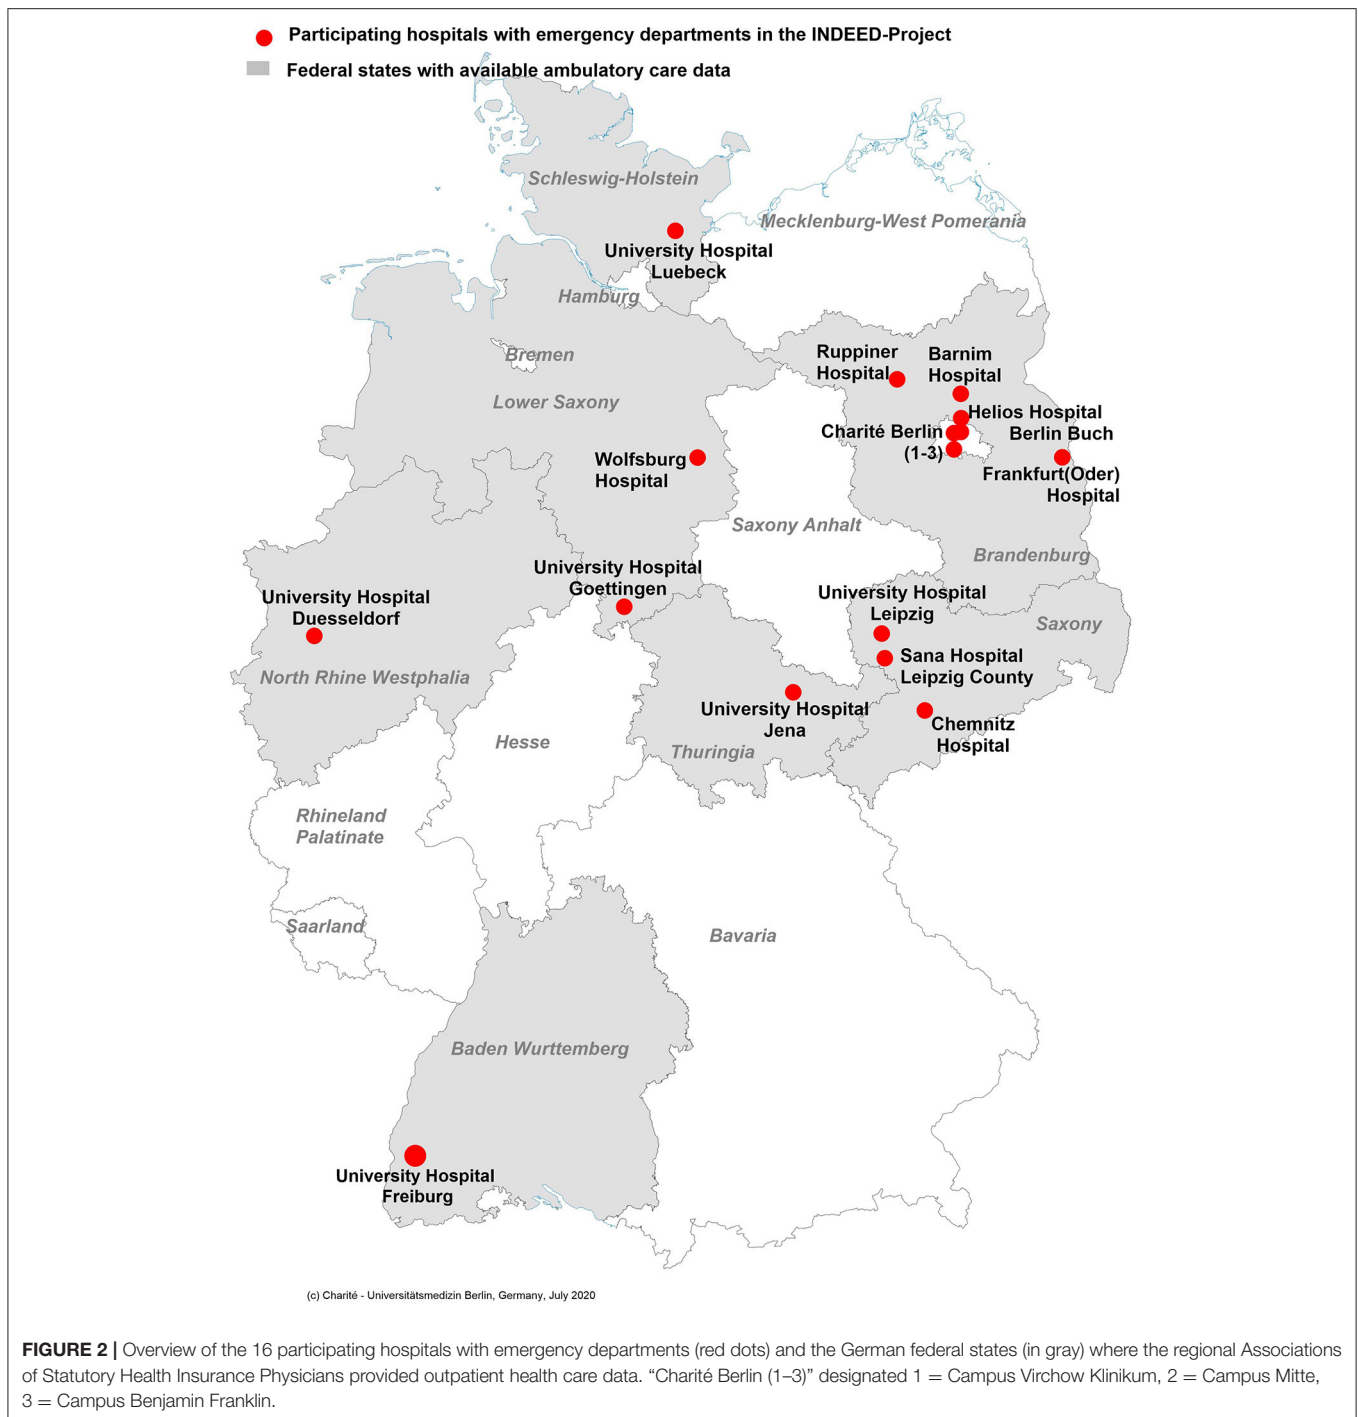 Participating hospitals with emergency departments in the INDEED-Project
Federal states with available ambulatory care data
Schleswig-Holstein
Mecklenburg-West Pomerania
University Hospital
Luebeck
Hamburg
Bremen
Ruppiner
Hospital
Barnim
Hospital
Lower Saxony
Helios Hospital
Berlin Buch
Charité Berlin
(1-3)
Wolfsburg
Hospital
Frankfurt(Oder)
Hospital
Saxony Anhalt
Brandenburg
University Hospital
Goettingen
University Hospital
Duesseldorf
University Hospital
Leipzig
Saxony
Sana Hospital
Leipzig County
North Rhine Westphalia
University Hospital
Jena
Chemnitz
Hospital
Hesse
Thuringia
Rhineland
Palatinate
Saarland
Bavaria
Baden Wurttemberg
University Hospital
Freiburg
(c) Charité - Universitätsmedizin Berlin, Germany, July 2020
FIGURE 2 | Overview of the 16 participating hospitals with emergency departments (red dots) and the German federal states (in gray) where the regional Associations
of Statutory Health Insurance Physicians provided outpatient health care data. “Charité Berlin (1–3)” designated 1 = Campus Virchow Klinikum, 2 = Campus Mitte,
3 = Campus Benjamin Franklin.